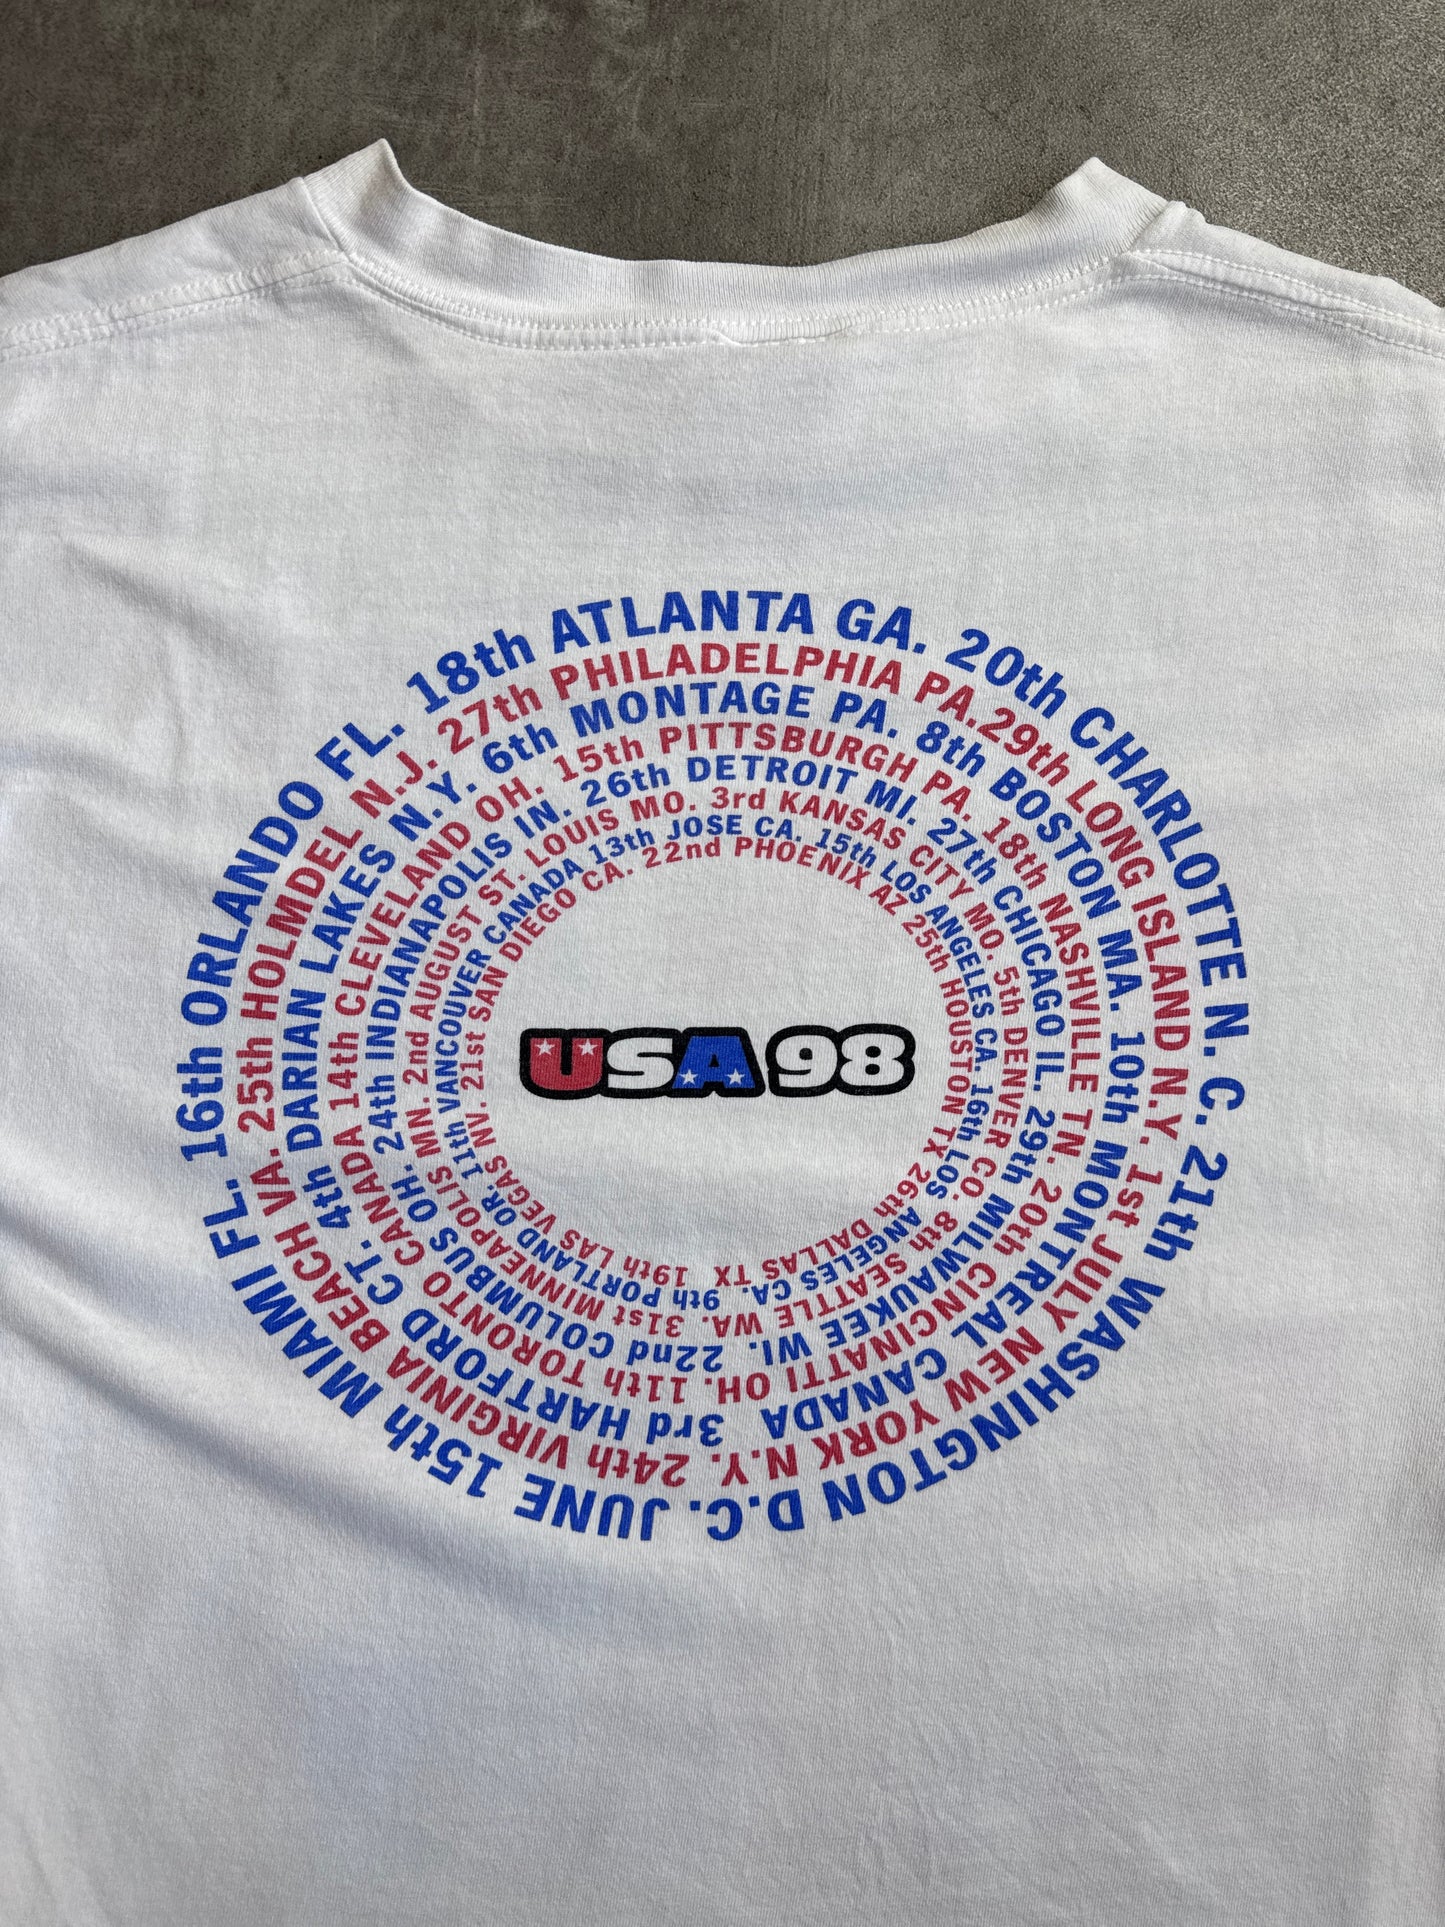 JUNE 15th MIAMI FL. 16th ORLANDO FL. 18th ATLANTA GA. 20th CHARLOTTE N. C. 21th WASHINGTON D.C.
24th VIRGINIA BEACH VA. 25th HOLMDEL N.J. 27th PHILADELPHIA PA. 29th LONG ISLAND N.Y. 1st JULY NEW YORK N.Y.
3rd HARTFORD CT. 4th DARIAN LAKES N.Y. 6th MONTAGE PA. 8th BOSTON MA. 10th MONTREAL CANADA
11th TORONTO CANADA 14th CLEVELAND OH. 15th PITTSBURGH PA. 18th NASHVILLE TN. 20th CINCINATTI OH.
22nd COLUMBUS OH. 24th INDIANAPOLIS IN. 26th DETROIT MI. 27th CHICAGO IL. 29th MILWAUKEE WI.
31st MINNEAPOLIS MN. 2nd AUGUST ST. LOUIS MO. 3rd KANSAS CITY MO. 5th DENVER CO. 8th SEATTLE WA.
9th PORTLAND OR 11th VANCOUVER CANADA 13th JOSE CA. 15th LOS ANGELES CA. 16th LOS ANGELES CA.
19th LAS VEGAS NV. 21st SAN DIEGO CA. 22nd PHOENIX AZ 25th HOUSTON TX 26th DALLAS TX
USA 98